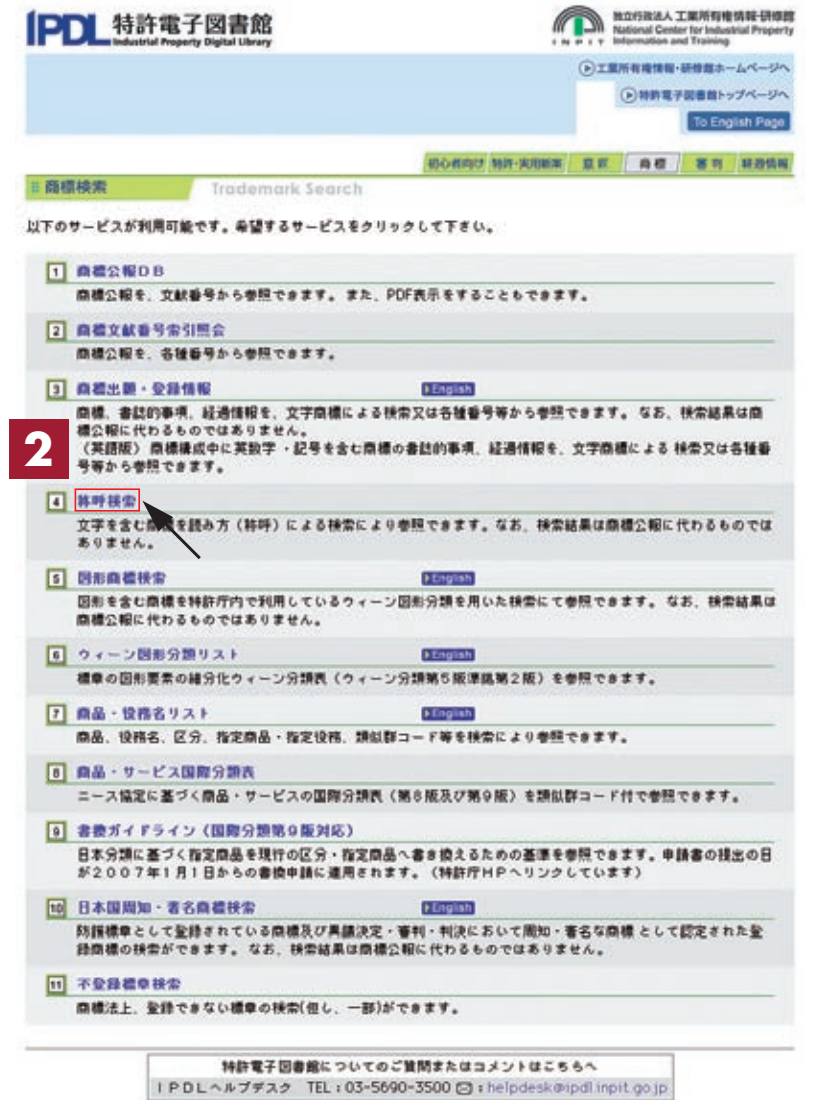 IPDL 特許電子図書館
Industrial Property Digital Library
独立行政法人 工業所有権情報・研修館
National Center for Industrial Property
INPIT Information and Training
工業所有権情報・研修館ホームページへ
特許電子図書館トップページへ
To English Page
初心者向け 特許・実用新案 意匠 商標 審判 経過情報
商標検索 Trademark Search
以下のサービスが利用可能です。希望するサービスをクリックして下さい。
1 商標公報DB
商標公報を、文献番号から参照できます。また、PDF表示をすることもできます。
2 商標文献番号索引照会
商標公報を、各種番号から参照できます。
3 商標出願・登録情報 English
商標、書誌的事項、経過情報を、文字商標による検索又は各種番号等から参照できます。なお、検索結果は商
標公報に代わるものではありません。
2
(英語版) 商標構成中に英数字・記号を含む商標の書誌的事項、経過情報を、文字商標による 検索又は各種番
号等から参照できます。
4 称呼検索
文字を含む商標を読み方(称呼)による検索により参照できます。なお、検索結果は商標公報に代わるものでは
ありません。
5 図形商標検索 English
図形を含む商標を特許庁内で利用しているウィーン図形分類を用いた検索にて参照できます。なお、検索結果は
商標公報に代わるものではありません。
6 ウィーン図形分類リスト English
標章の図形要素の細分化ウィーン分類表(ウィーン分類第5版準拠第2版)を参照できます。
7 商品・役務名リスト English
商品、役務名、区分、指定商品・指定役務、類似群コード等を検索により参照できます。
8 商品・サービス国際分類表
ニース協定に基づく商品・サービスの国際分類表(第8版及び第9版)を類似群コード付で参照できます。
9 書換ガイドライン(国際分類第9版対応)
日本分類に基づく指定商品を現行の区分・指定商品へ書き換えるための基準を参照できます。申請書の提出の日
が2007年1月1日からの書換申請に適用されます。(特許庁HPへリンクしています)
10 日本国周知・著名商標検索 English
防護標章として登録されている商標及び異議決定・審判・判決において周知・著名な商標 として認定された登
録商標の検索ができます。なお、検索結果は商標公報に代わるものではありません。
11 不登録標章検索
商標法上、登録できない標章の検索(但し、一部)ができます。
特許電子図書館についてのご質問またはコメントはこちらへ
IPDLヘルプデスク TEL:03-5690-3500 :helpdesk@ipdl.inpit.go.jp